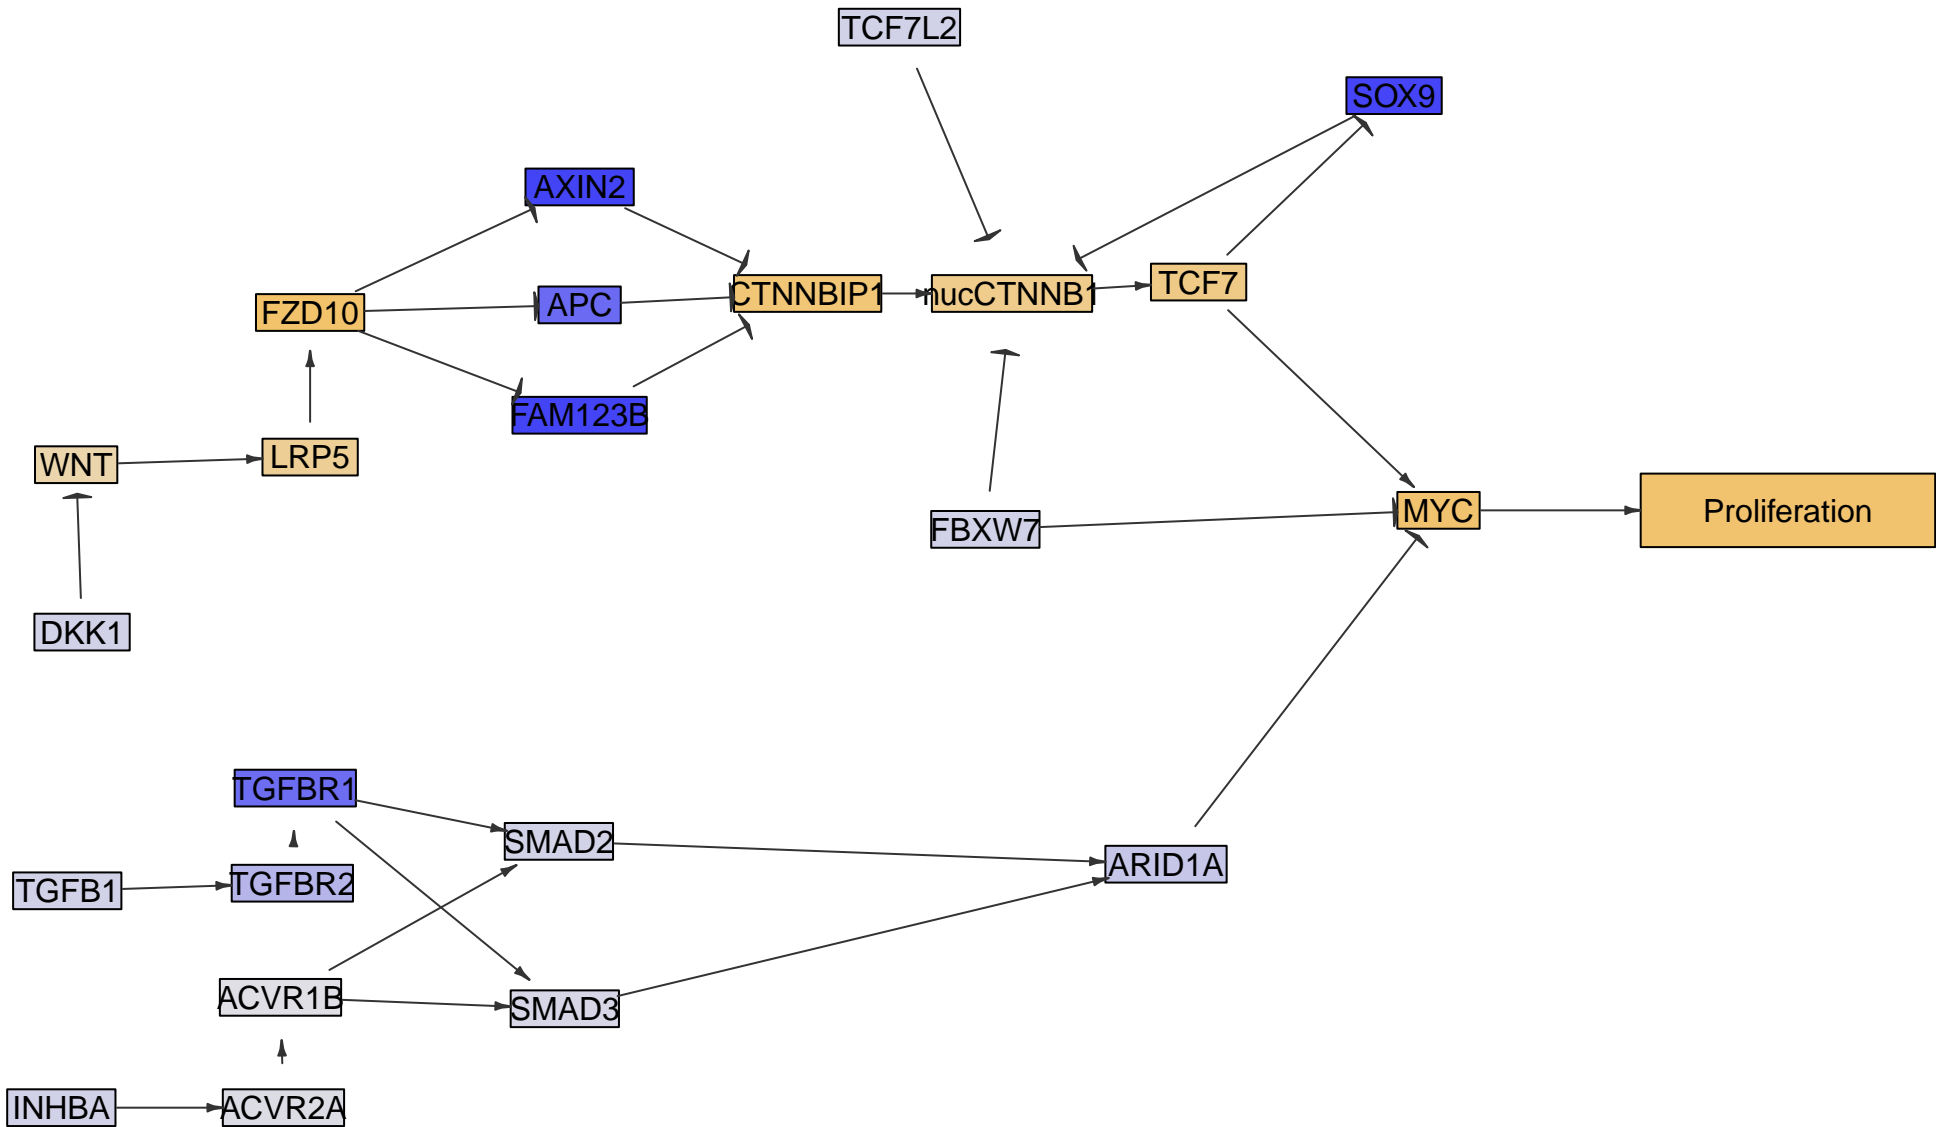 TCF7L2
SOX9
AXIN2
FZD10
APC
CTNNBIP1
nucCTNNB1
TCF7
FAM123B
WNT
LRP5
FBXW7
MYC
Proliferation
DKK1
TGFBR1
SMAD2
ARID1A
TGFB1
TGFBR2
ACVR1B
SMAD3
INHBA
ACVR2A